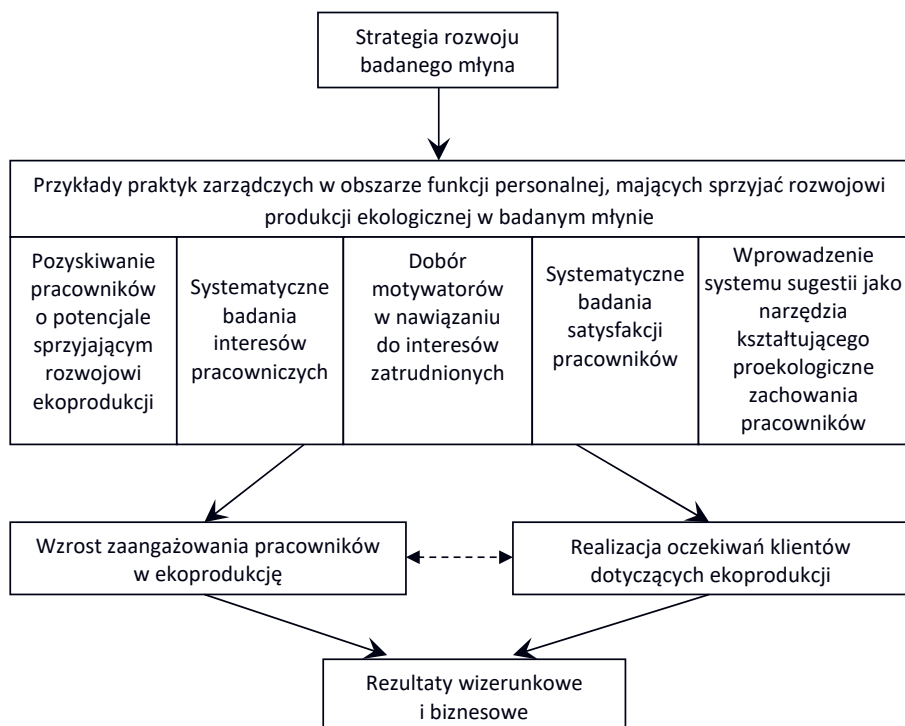 Strategia rozwoju
badanego młyna
Przykłady praktyk zarządczych w obszarze funkcji personalnej, mających sprzyjać rozwojowi
produkcji ekologicznej w badanym młynie
Pozyskiwanie
pracowników
o potencjale
sprzyjającym
rozwojowi
ekoprodukcji
Systematyczne
badania
interesów
pracowniczych
Dobór
motywatorów
w nawiązaniu
do interesów
zatrudnionych
Systematyczne
badania
satysfakcji
pracowników
Wprowadzenie
systemu sugestii jako
narzędzia
kształtującego
proekologiczne
zachowania
pracowników
Wzrost zaangażowania pracowników
w ekoprodukcję
Realizacja oczekiwań klientów
dotyczących ekoprodukcji
Rezultaty wizerunkowe
i biznesowe